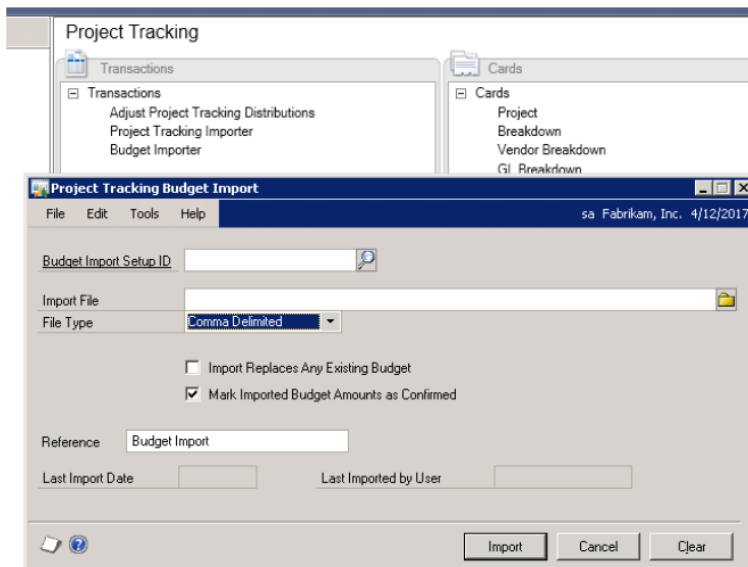 Project Tracking
Transactions
Cards
Transactions
Cards
Adjust Project Tracking Distributions
Project
Project Tracking Importer
Breakdown
Budget Importer
Vendor Breakdown
GL Breakdown
Project Tracking Budget Import
File Edit Tools Help
sa Fabrikam, Inc. 4/12/2017
Budget Import Setup ID
Import File
File Type Comma Delimited
Import Replaces Any Existing Budget
Mark Imported Budget Amounts as Confirmed
Reference Budget Import
Last Import Date
Last Imported by User
Import Cancel Clear